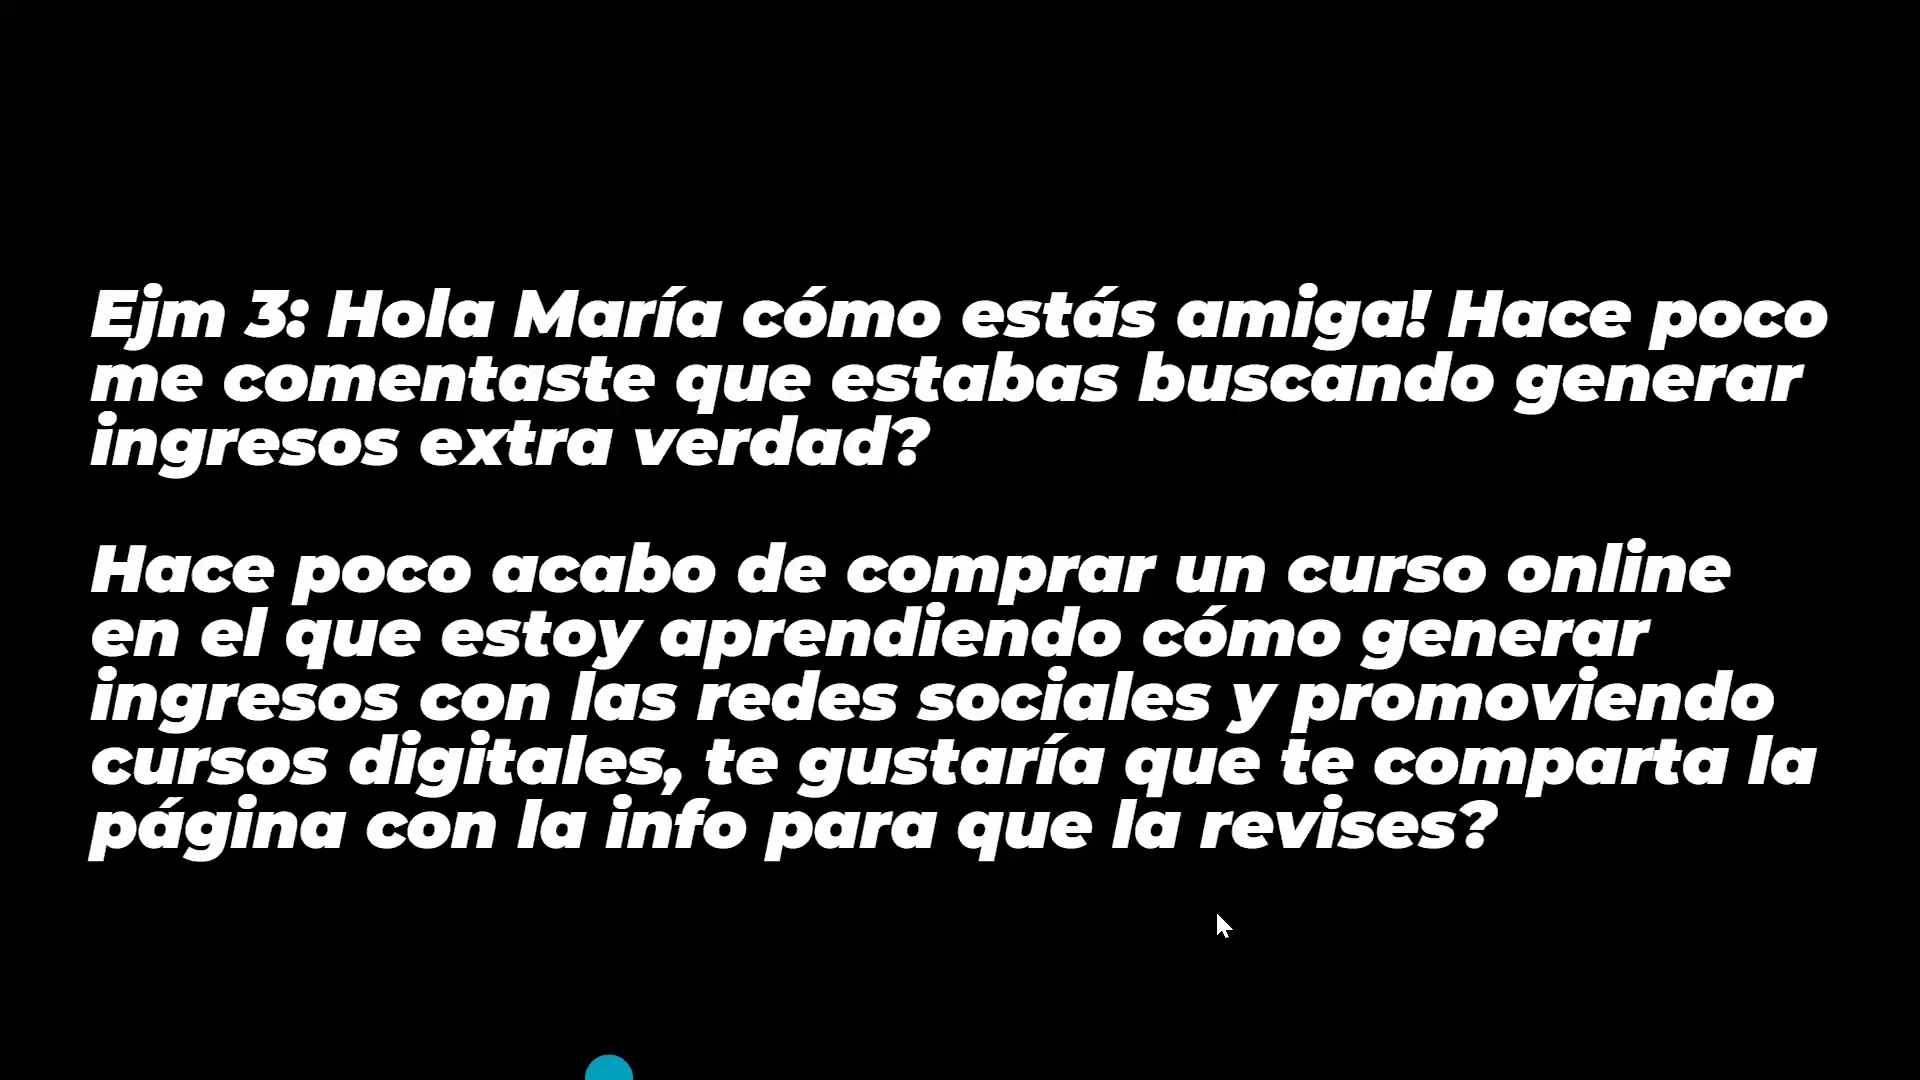 Ejm 3: Hola María cómo estás amiga! Hace poco
me comentaste que estabas buscando generar
ingresos extra verdad?
Hace poco acabo de comprar un curso online
en el que estoy aprendiendo cómo generar
ingresos con las redes sociales y promoviendo
cursos digitales, te gustaría que te comparta la
página con la info para que la revises?